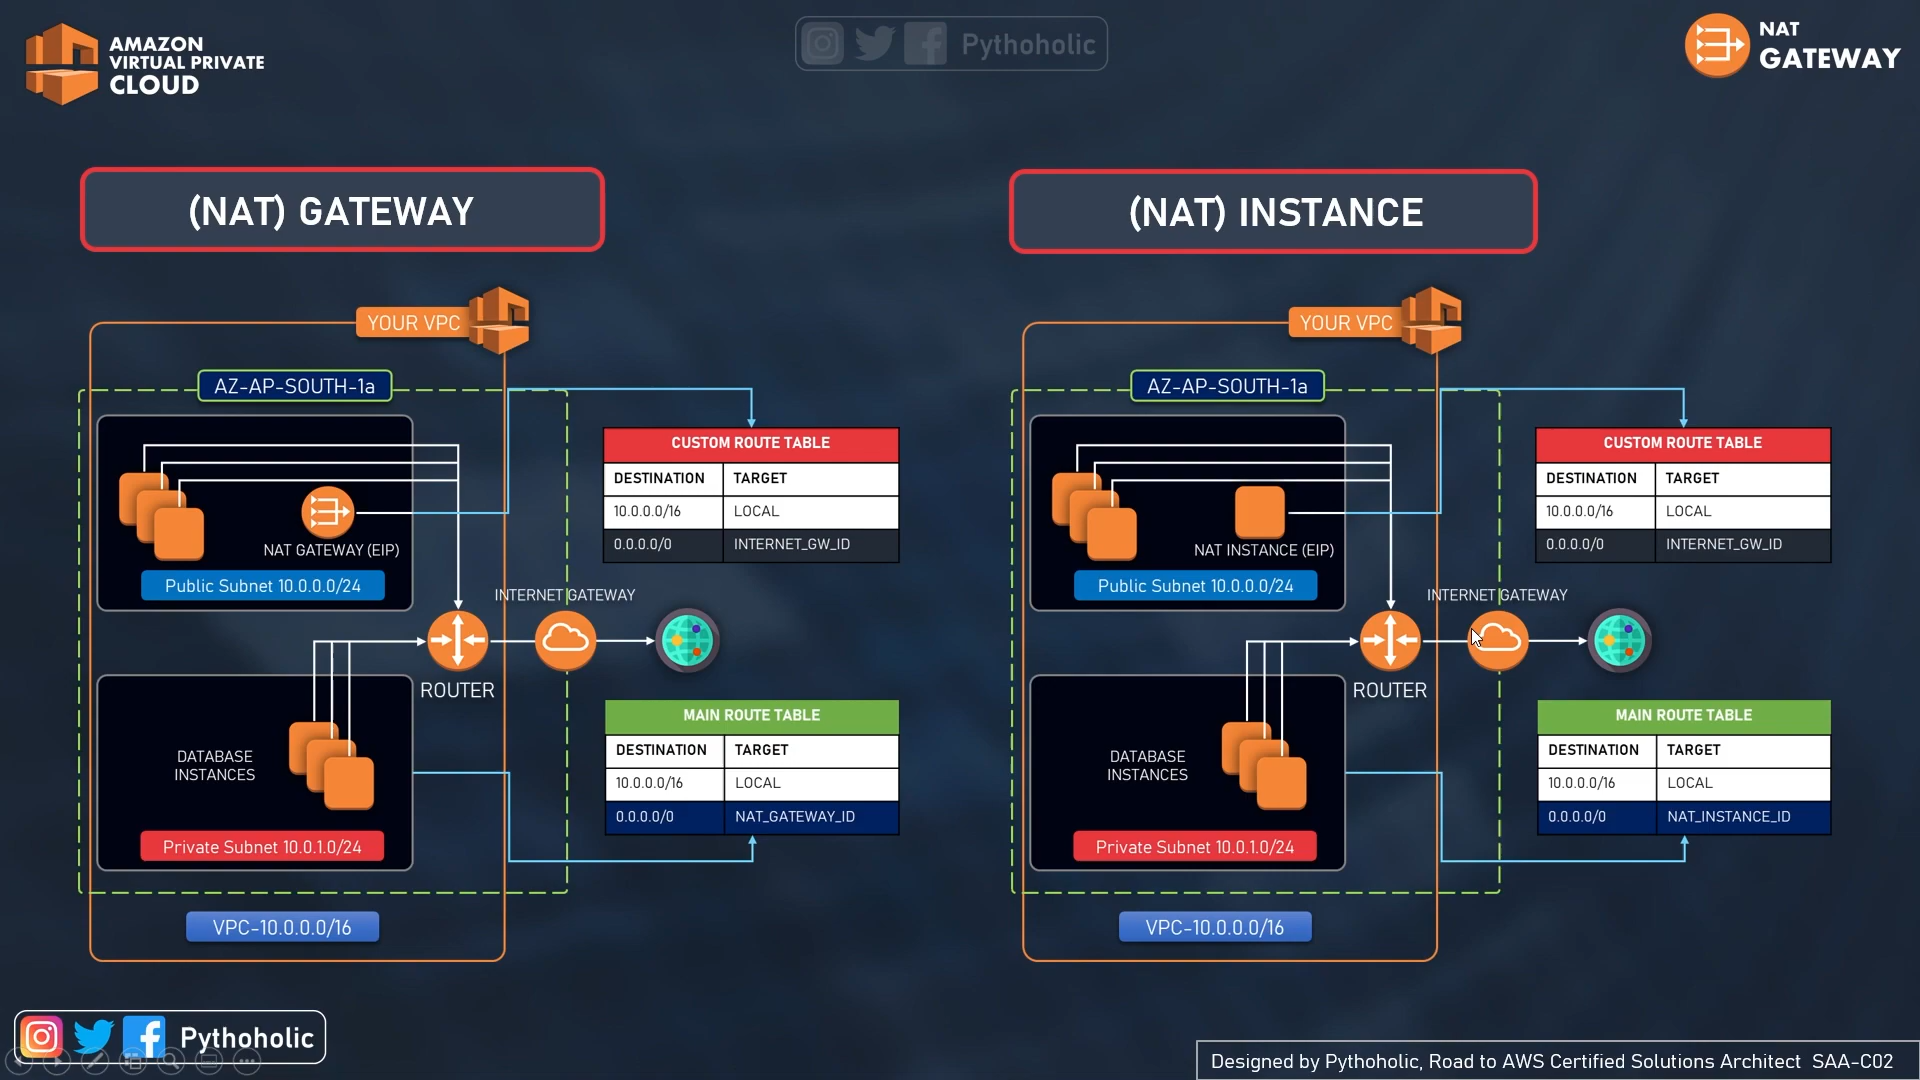 AMAZON
VIRTUAL PRIVATE
CLOUD
Pythoholic
NAT
GATEWAY
(NAT) GATEWAY
YOUR VPC
AZ-AP-SOUTH-1a
NAT GATEWAY (EIP)
Public Subnet 10.0.0.0/24
CUSTOM ROUTE TABLE
DESTINATION TARGET
10.0.0.0/16 LOCAL
0.0.0.0/0 INTERNET_GW_ID
INTERNET GATEWAY
ROUTER
DATABASE
INSTANCES
Private Subnet 10.0.1.0/24
MAIN ROUTE TABLE
DESTINATION TARGET
10.0.0.0/16 LOCAL
0.0.0.0/0 NAT_GATEWAY_ID
VPC-10.0.0.0/16
(NAT) INSTANCE
YOUR VPC
AZ-AP-SOUTH-1a
NAT INSTANCE (EIP)
Public Subnet 10.0.0.0/24
CUSTOM ROUTE TABLE
DESTINATION TARGET
10.0.0.0/16 LOCAL
0.0.0.0/0 INTERNET_GW_ID
INTERNET GATEWAY
ROUTER
DATABASE
INSTANCES
Private Subnet 10.0.1.0/24
MAIN ROUTE TABLE
DESTINATION TARGET
10.0.0.0/16 LOCAL
0.0.0.0/0 NAT_INSTANCE_ID
VPC-10.0.0.0/16
Pythoholic
Designed by Pythoholic, Road to AWS Certified Solutions Architect SAA-C02